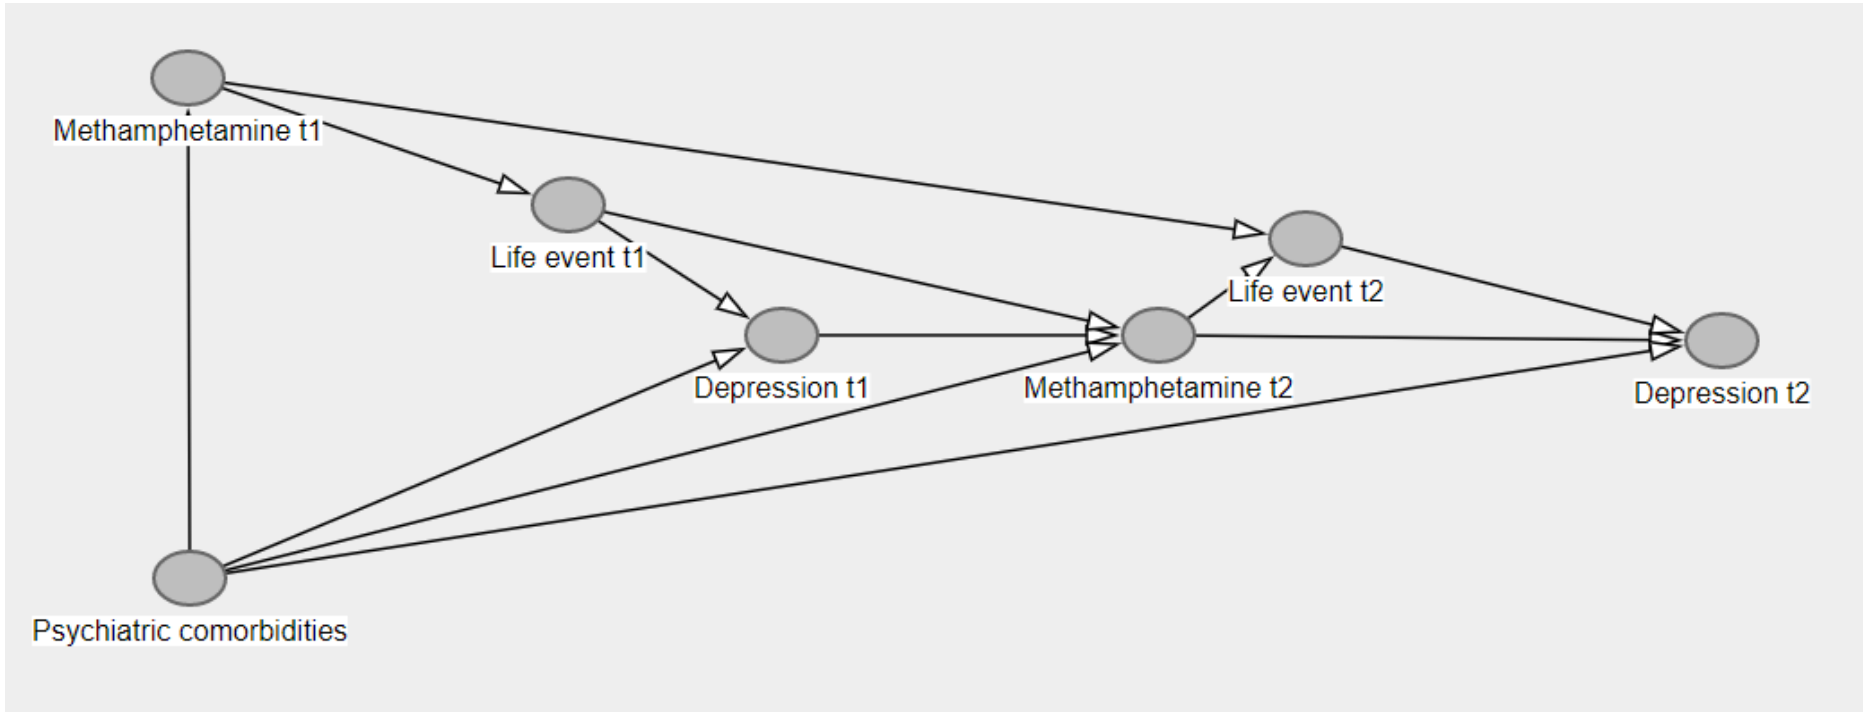 Methamphetamine t1
Life event t1
Life event t2
Depression t1
Methamphetamine t2
Depression t2
Psychiatric comorbidities